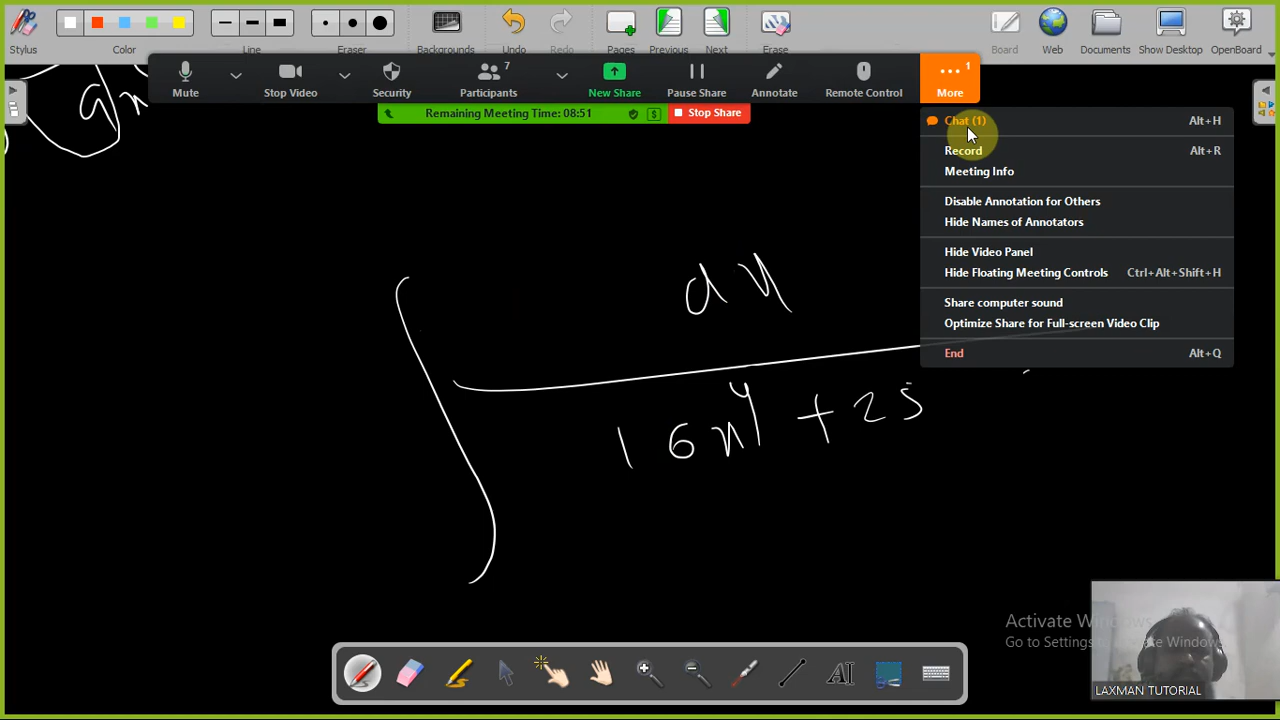 Stylus Color Line Eraser Backgrounds Undo Redo Pages Previous Next Erase Board Web Documents Show Desktop OpenBoard
7 1
Mute Stop Video Security Participants New Share Pause Share Annotate Remote Control More
Remaining Meeting Time: 08:51 Stop Share
Chat (1) Alt+H
Record Alt+R
Meeting Info
Disable Annotation for Others
Hide Names of Annotators
Hide Video Panel
Hide Floating Meeting Controls Ctrl+Alt+Shift+H
Share computer sound
Optimize Share for Full-screen Video Clip
End Alt+Q
∫ dx
16x⁴ + 25
Activate Windows
Go to Settings to Activate Windows
LAXMAN TUTORIAL